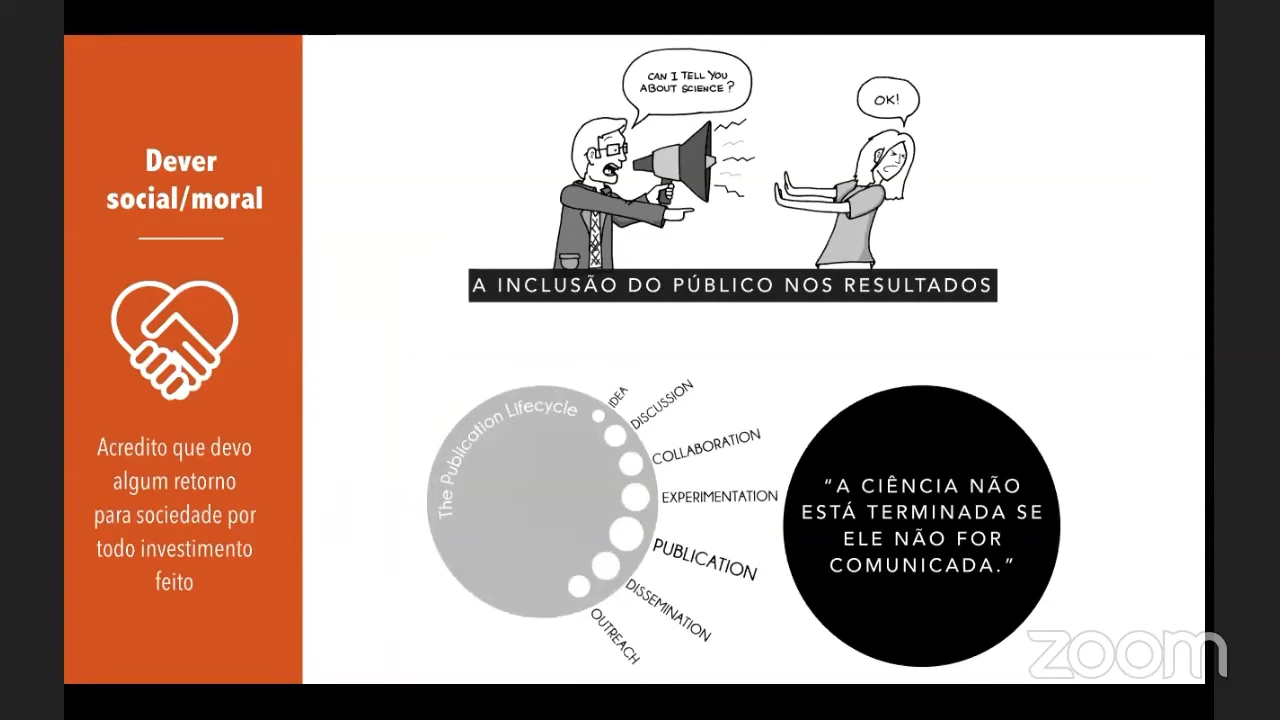 Dever
social/moral
Acredito que devo
algum retorno
para sociedade por
todo investimento
feito
CAN I TELL YOU
ABOUT SCIENCE?
OK!
A INCLUSÃO DO PÚBLICO NOS RESULTADOS
The Publication Lifecycle
IDEA
DISCUSSION
COLLABORATION
EXPERIMENTATION
PUBLICATION
DISSEMINATION
OUTREACH
“A CIÊNCIA NÃO
ESTÁ TERMINADA SE
ELE NÃO FOR
COMUNICADA.”
zoom